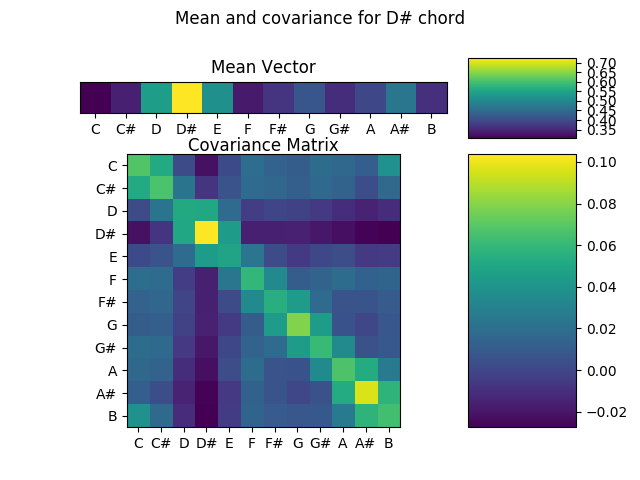 Mean and covariance for D# chord
Mean Vector
C C# D D# E F F# G G# A A# B
0.70
0.65
0.60
0.55
0.50
0.45
0.40
0.35
Covariance Matrix
C
C#
D
D#
E
F
F#
G
G#
A
A#
B
C C# D D# E F F# G G# A A# B
0.10
0.08
0.06
0.04
0.02
0.00
−0.02